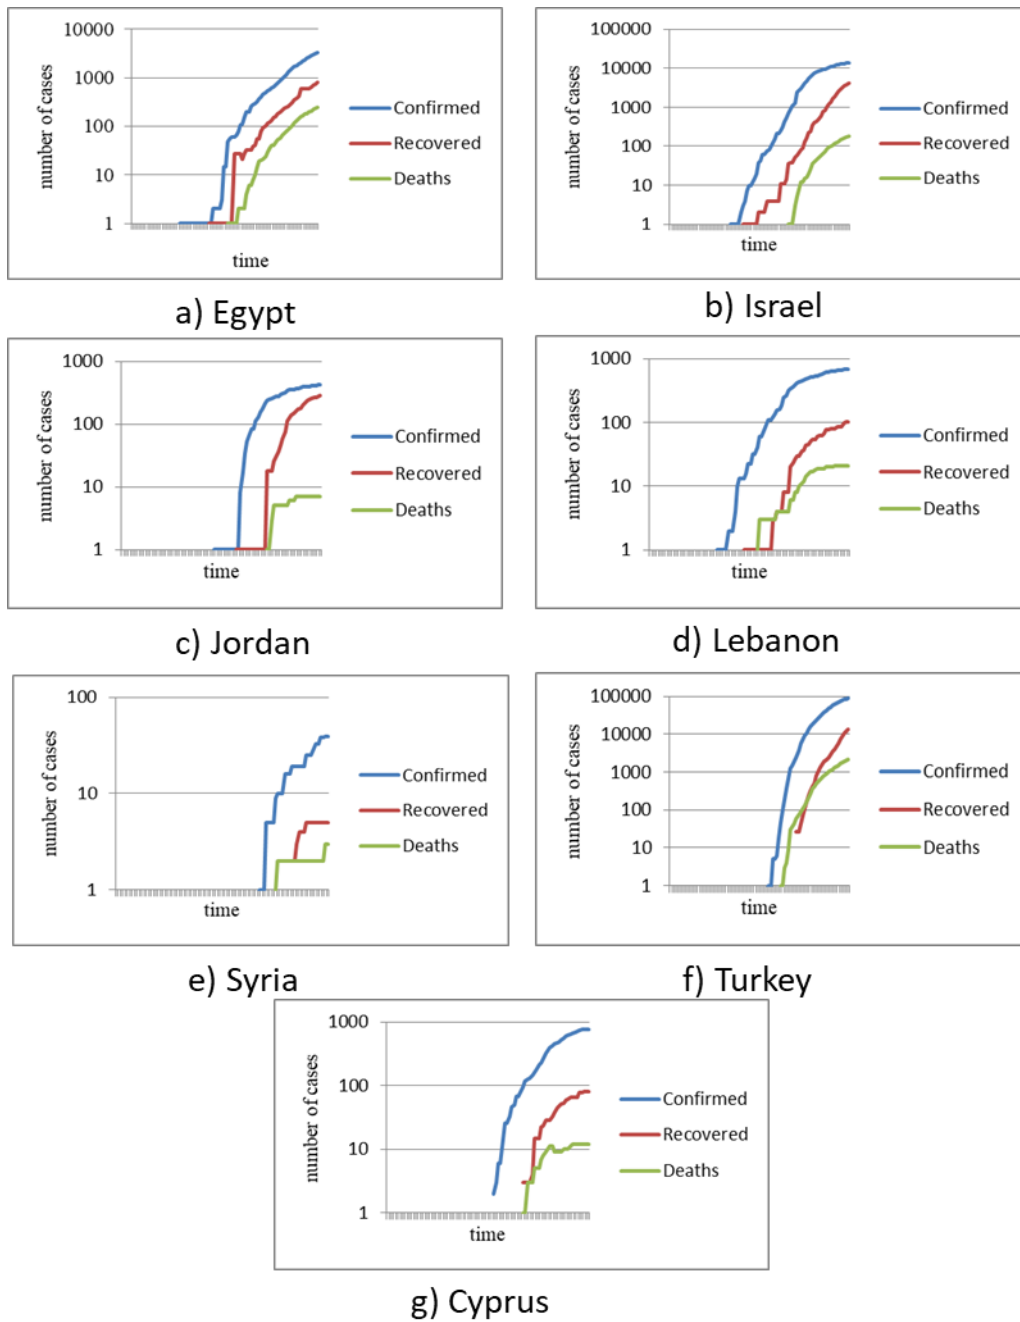 10000
1000
100
10
1
number of cases
time
Confirmed
Recovered
Deaths
a) Egypt
100000
10000
1000
100
10
1
number of cases
time
Confirmed
Recovered
Deaths
b) Israel
1000
100
10
1
number of cases
time
Confirmed
Recovered
Deaths
c) Jordan
1000
100
10
1
number of cases
time
Confirmed
Recovered
Deaths
d) Lebanon
100
10
1
number of cases
time
Confirmed
Recovered
Deaths
e) Syria
100000
10000
1000
100
10
1
number of cases
time
Confirmed
Recovered
Deaths
f) Turkey
1000
100
10
1
number of cases
time
Confirmed
Recovered
Deaths
g) Cyprus